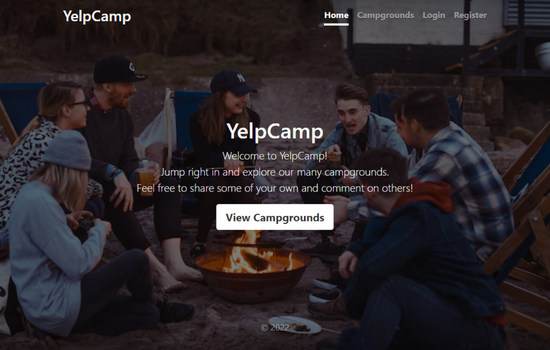 YelpCamp
Home Campgrounds Login Register
YelpCamp
Welcome to YelpCamp!
Jump right in and explore our many campgrounds.
Feel free to share some of your own and comment on others!
View Campgrounds
© 2022